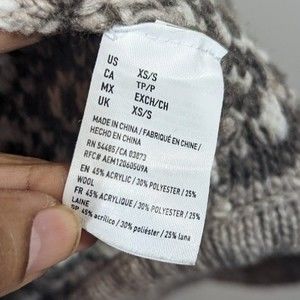 US XS/S
CA TP/P
MX EXCH/CH
UK XS/S
MADE IN CHINA / FABRIQUÉ EN CHINE /
HECHO EN CHINA
RN 54485/CA 03073
RFC# AEM120605U9A
EN 45% ACRYLIC / 30% POLYESTER / 25%
WOOL
FR 45% ACRYLIQUE / 30% POLYESTER / 25%
LAINE
SP 45% acrílico / 30% poliéster / 25% lana